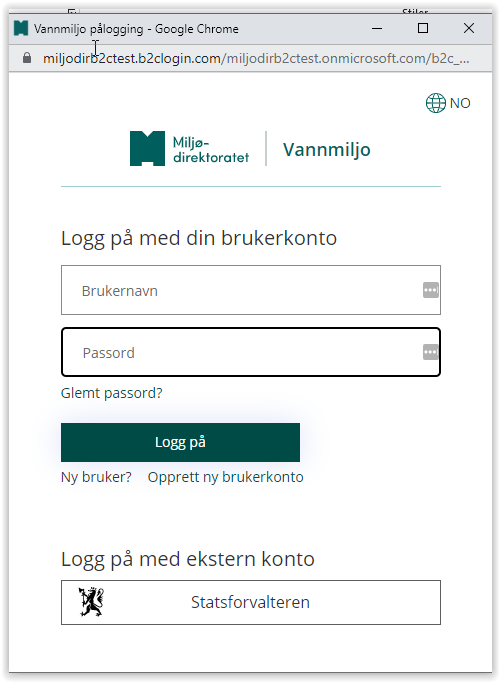 Vannmiljo pålogging - Google Chrome
miljodirb2ctest.b2clogin.com/miljodirb2ctest.onmicrosoft.com/b2c_...
NO
Miljø-
direktoratet
Vannmiljo
Logg på med din brukerkonto
Brukernavn
Passord
Glemt passord?
Logg på
Ny bruker? Opprett ny brukerkonto
Logg på med ekstern konto
Statsforvalteren